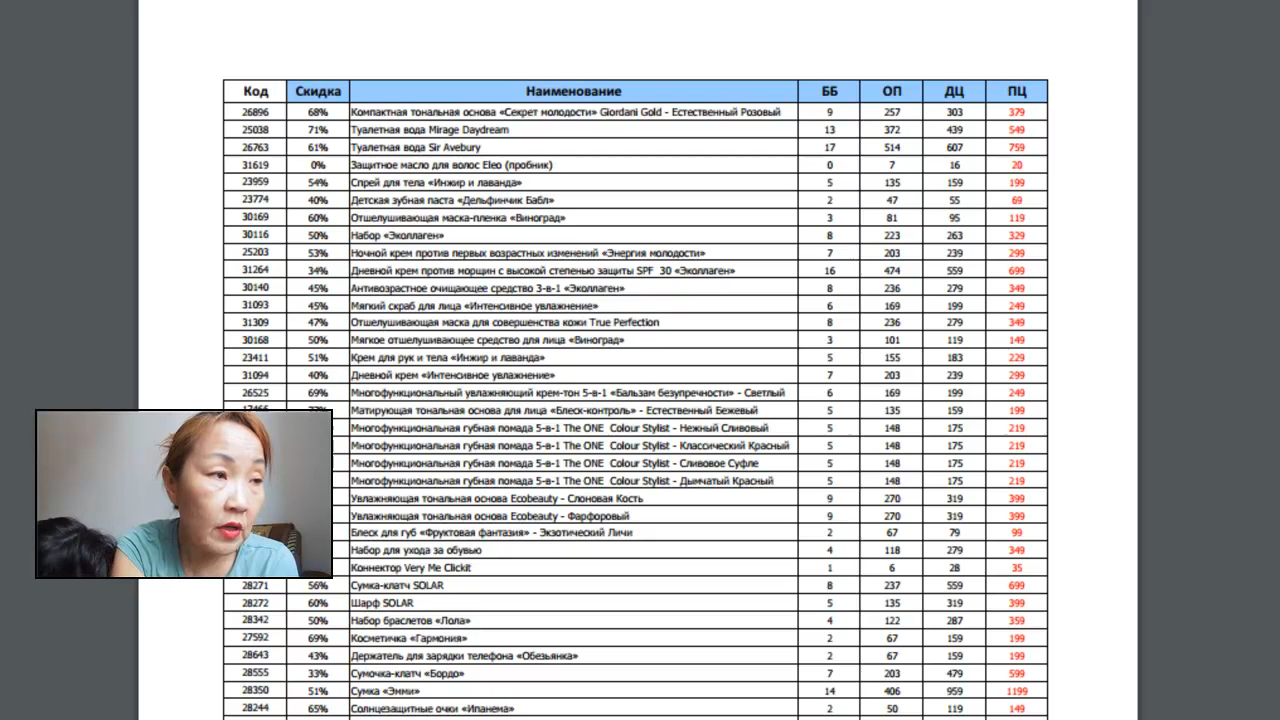 Код Скидка Наименование ББ ОП ДЦ ПЦ
26896 68% Компактная тональная основа «Секрет молодости» Giordani Gold - Естественный Розовый 9 257 303 379
25038 71% Туалетная вода Mirage Daydream 13 372 439 549
26763 61% Туалетная вода Sir Avebury 17 514 607 759
31619 0% Защитное масло для волос Eleo (пробник) 0 7 16 20
23959 54% Спрей для тела «Инжир и лаванда» 5 135 159 199
23774 40% Детская зубная паста «Дельфинчик Бабл» 2 47 55 69
30169 60% Отшелушивающая маска-пленка «Виноград» 3 81 95 119
30116 50% Набор «Эколлаген» 8 223 263 329
25203 53% Ночной крем против первых возрастных изменений «Энергия молодости» 7 203 239 299
31264 34% Дневной крем против морщин с высокой степенью защиты SPF 30 «Эколлаген» 16 474 559 699
30140 45% Антивозрастное очищающее средство 3-в-1 «Эколлаген» 8 236 279 349
31093 45% Мягкий скраб для лица «Интенсивное увлажнение» 6 169 199 249
31309 47% Отшелушивающая маска для совершенства кожи True Perfection 8 236 279 349
30168 50% Мягкое отшелушивающее средство для лица «Виноград» 3 101 119 149
23411 51% Крем для рук и тела «Инжир и лаванда» 5 155 183 229
31094 40% Дневной крем «Интенсивное увлажнение» 7 203 239 299
26525 69% Многофункциональный увлажняющий крем-тон 5-в-1 «Бальзам безупречности» - Светлый 6 169 199 249
Матирующая тональная основа для лица «Блеск-контроль» - Естественный Бежевый 5 135 159 199
Многофункциональная губная помада 5-в-1 The ONE Colour Stylist - Нежный Сливовый 5 148 175 219
Многофункциональная губная помада 5-в-1 The ONE Colour Stylist - Классический Красный 5 148 175 219
Многофункциональная губная помада 5-в-1 The ONE Colour Stylist - Сливовое Суфле 5 148 175 219
Многофункциональная губная помада 5-в-1 The ONE Colour Stylist - Дымчатый Красный 5 148 175 219
Увлажняющая тональная основа Ecobeauty - Слоновая Кость 9 270 319 399
Увлажняющая тональная основа Ecobeauty - Фарфоровый 9 270 319 399
Блеск для губ «Фруктовая фантазия» - Экзотический Личи 2 67 79 99
Набор для ухода за обувью 4 118 279 349
Коннектор Very Me Clickit 1 6 28 35
28271 56% Сумка-клатч SOLAR 8 237 559 699
28272 60% Шарф SOLAR 5 135 319 399
28342 50% Набор браслетов «Лола» 4 122 287 359
27592 69% Косметичка «Гармония» 2 67 159 199
28643 43% Держатель для зарядки телефона «Обезьянка» 2 67 159 199
28555 33% Сумочка-клатч «Бордо» 7 203 479 599
28350 51% Сумка «Эмми» 14 406 959 1199
28244 65% Солнцезащитные очки «Ипанема» 2 50 119 149